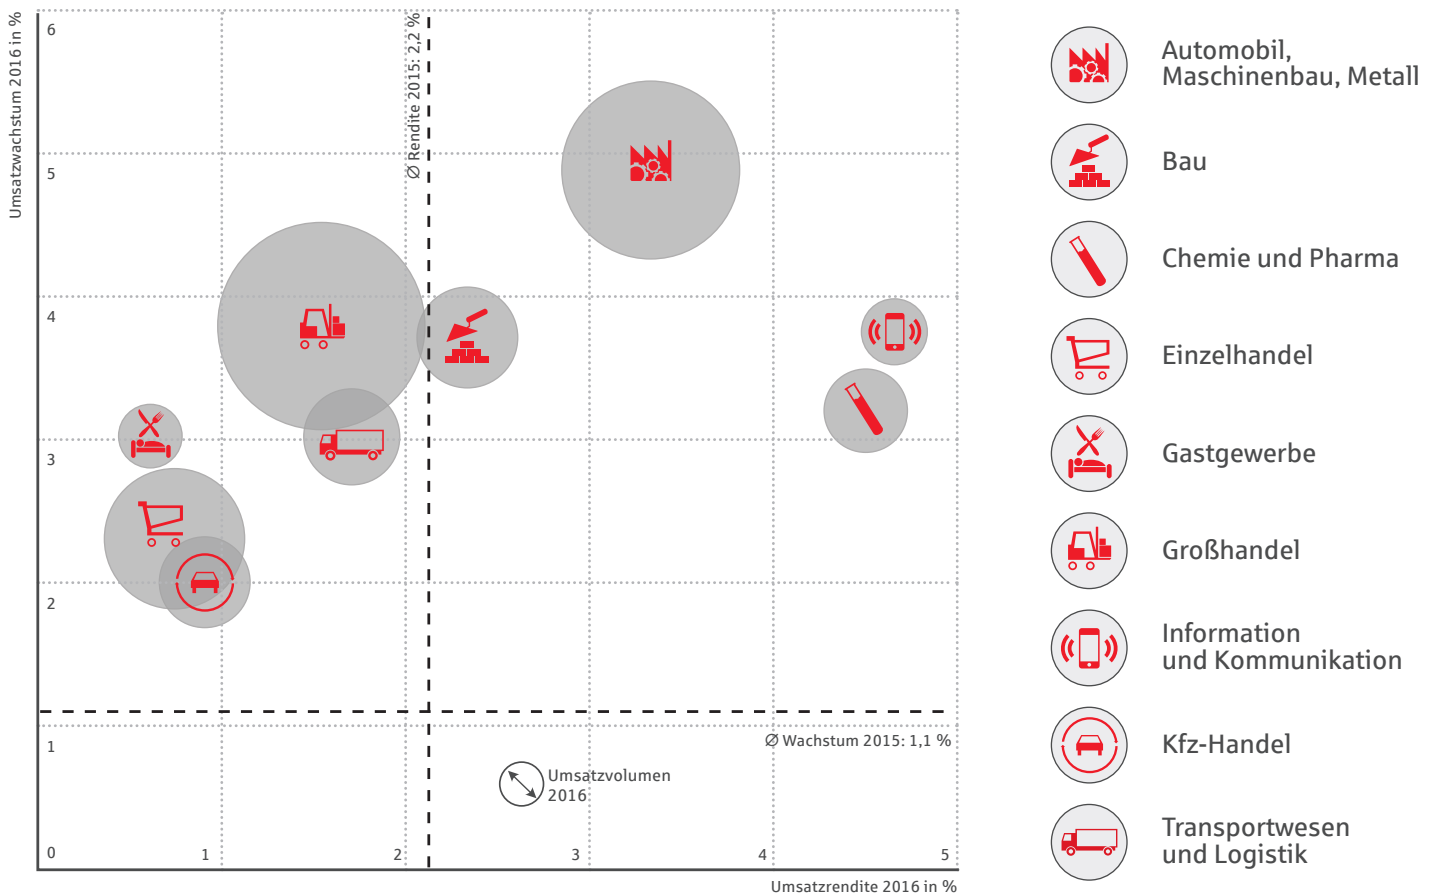 Umsatzwachstum 2016 in %
6
5
4
3
2
1
0
1
2
3
4
5
Ø Rendite 2015: 2,2 %
Ø Wachstum 2015: 1,1 %
Umsatzvolumen
2016
Umsatzrendite 2016 in %
Automobil,
Maschinenbau, Metall
Bau
Chemie und Pharma
Einzelhandel
Gastgewerbe
Großhandel
Information
und Kommunikation
Kfz-Handel
Transportwesen
und Logistik